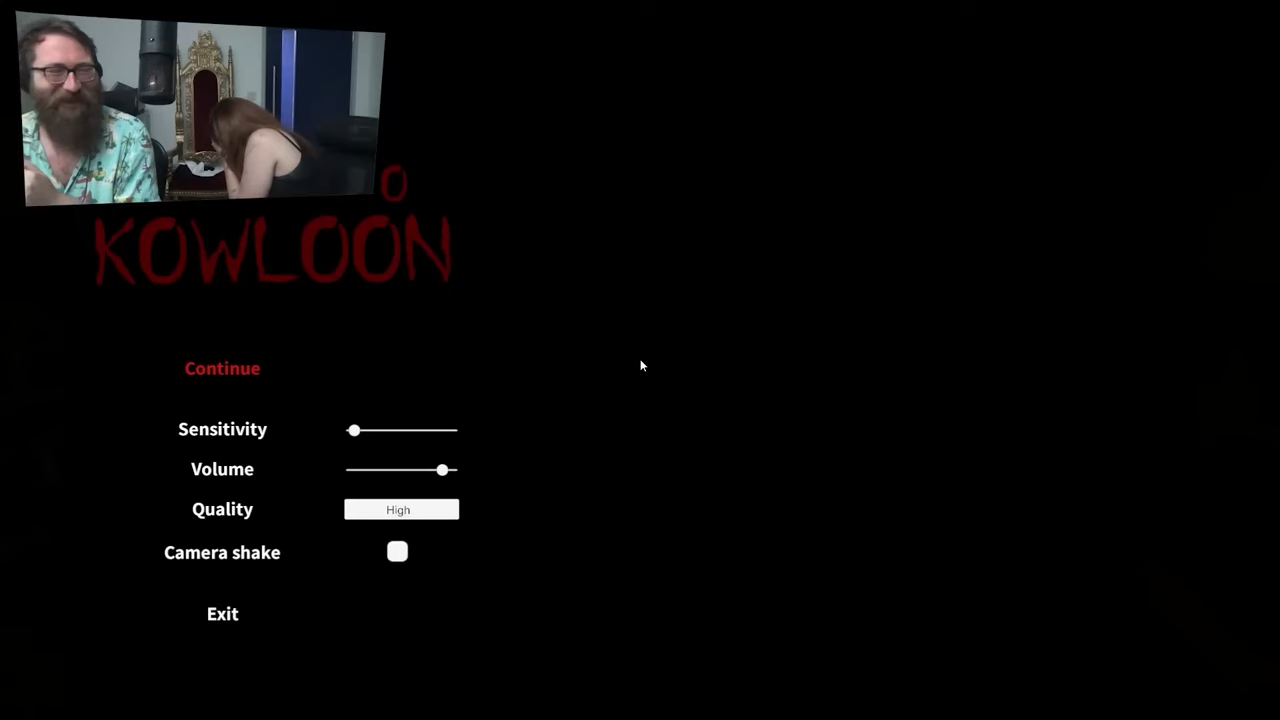 O
KOWLOON
Continue
Sensitivity
Volume
Quality
High
Camera shake
Exit